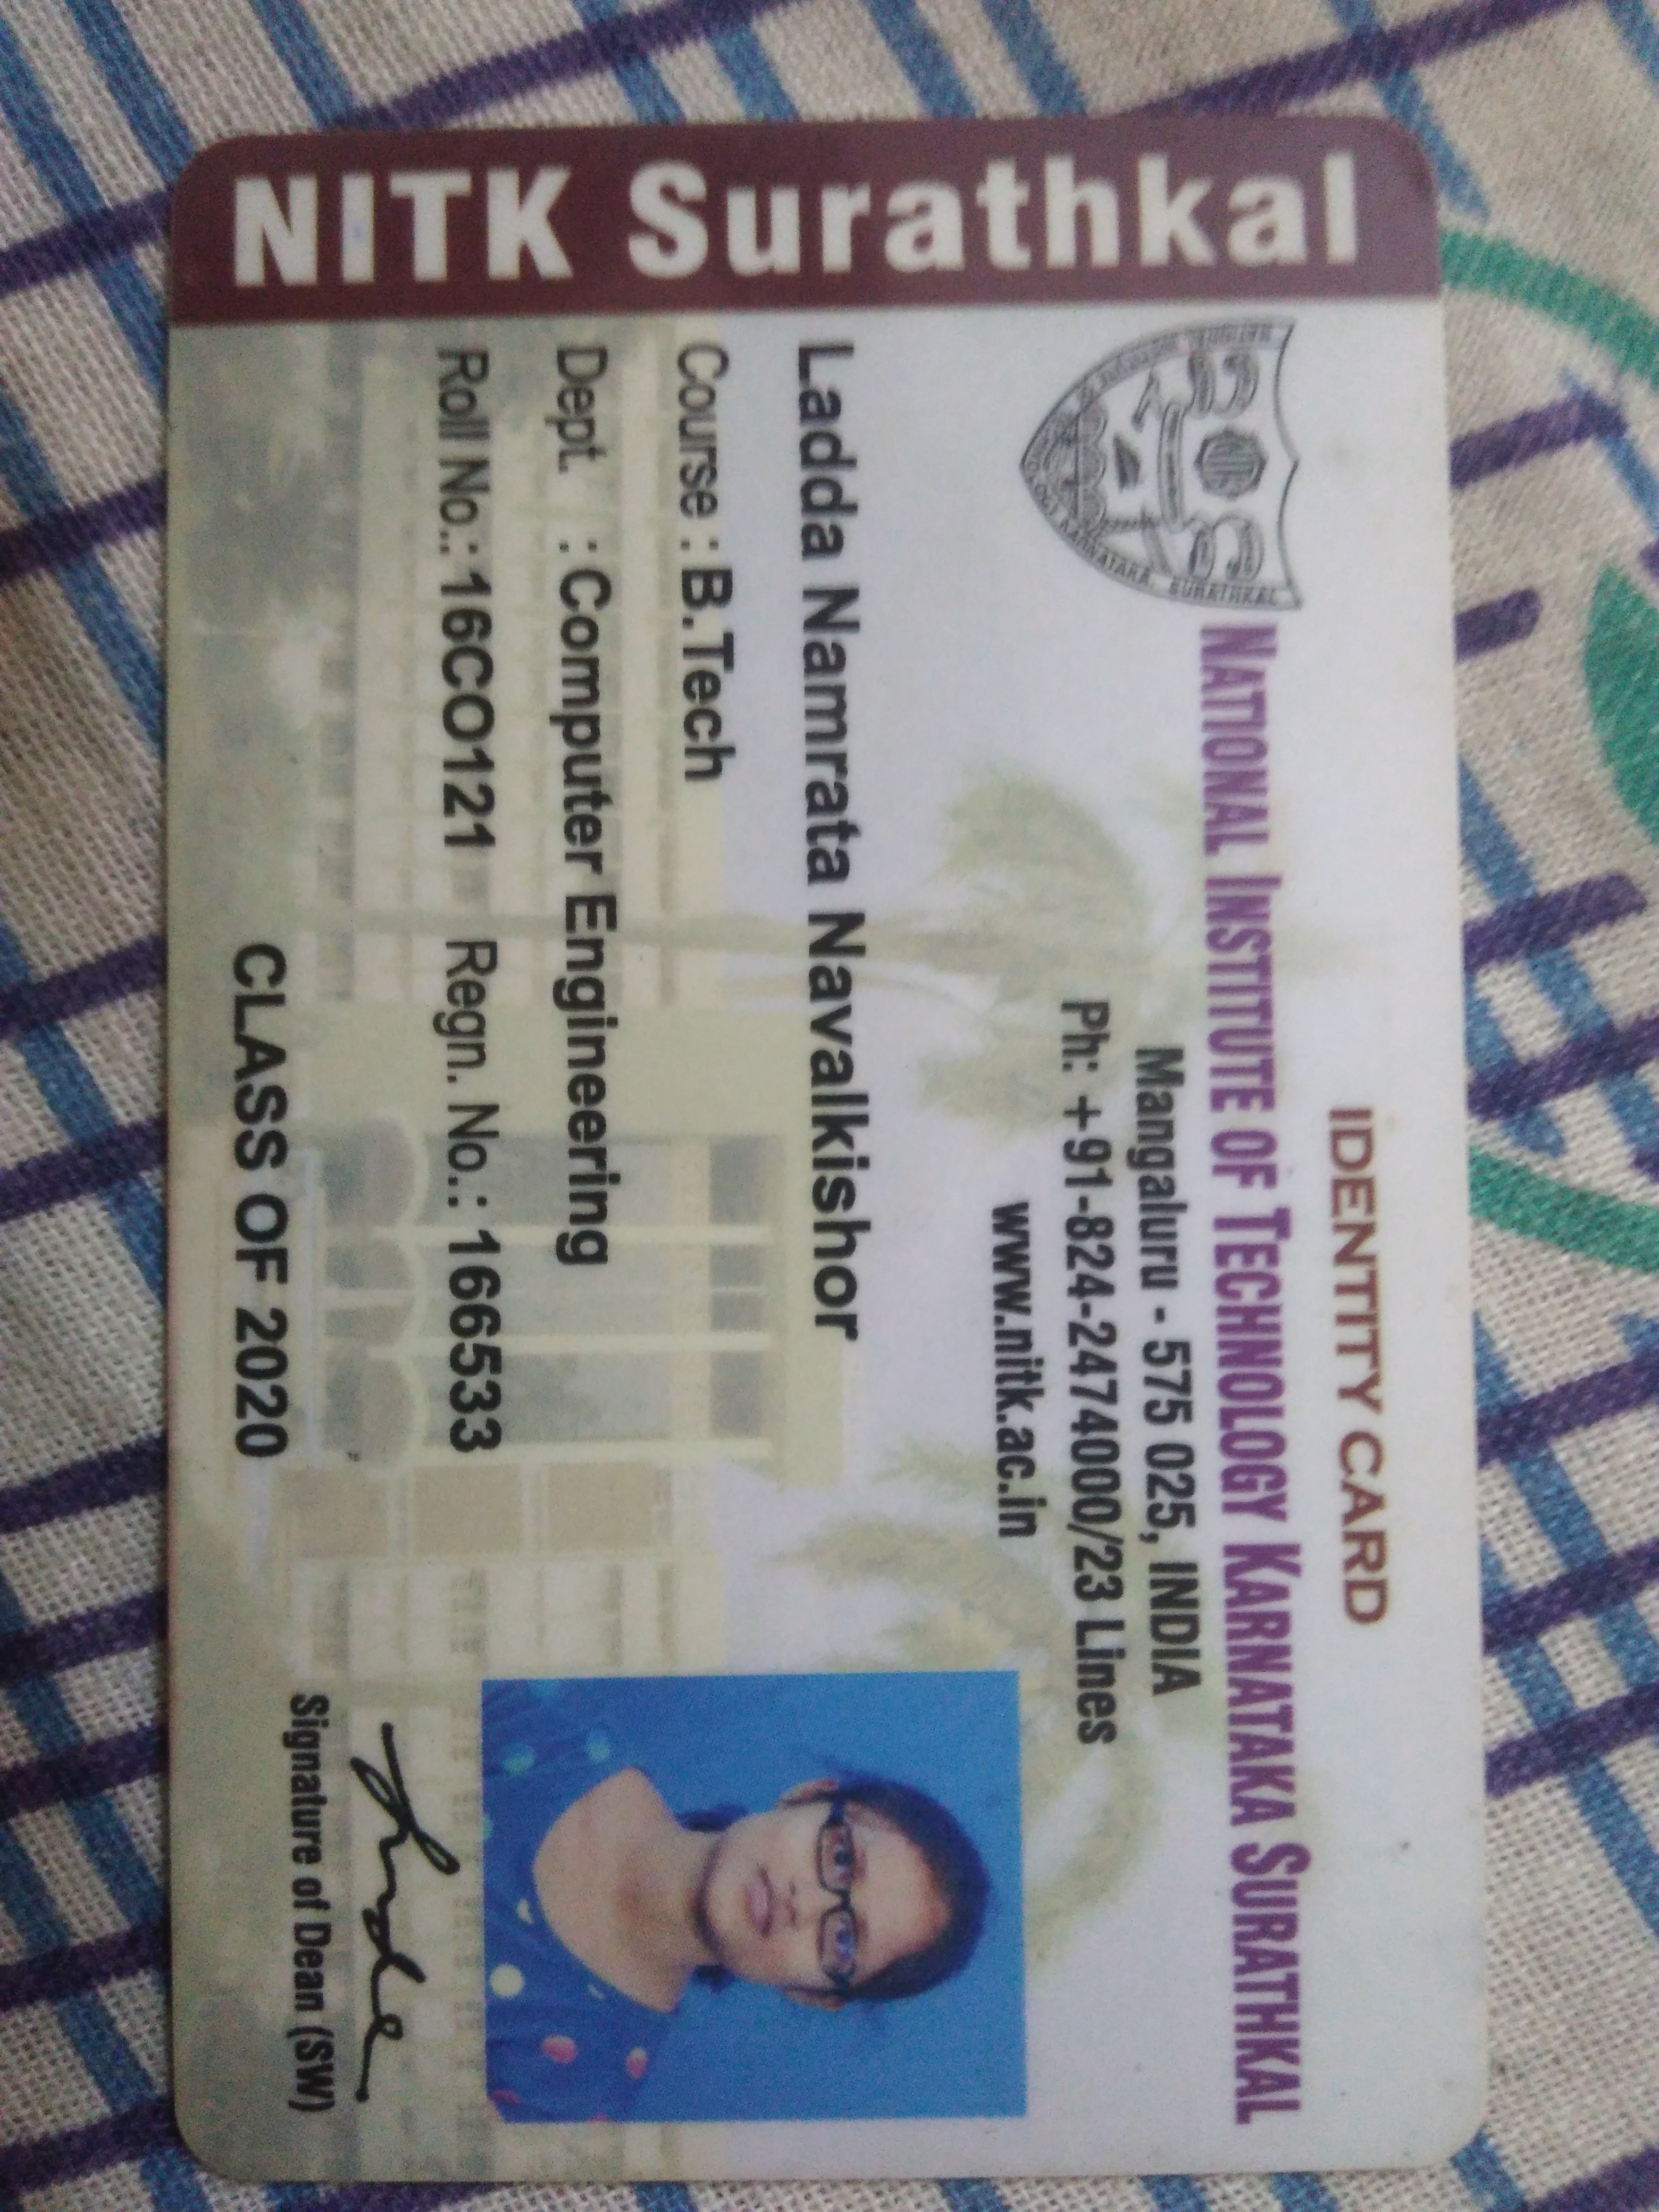 NITK Surathkal
IDENTITY CARD
NATIONAL INSTITUTE OF TECHNOLOGY KARNATAKA SURATHKAL
Mangaluru - 575 025, INDIA
Ph: +91-824-2474000/23 Lines
www.nitk.ac.in
KARNATAKA, SURATHKAL
Ladda Namrata Navalkishor
Course : B.Tech
Dept. : Computer Engineering
Roll No.: 16CO121 Regn. No.: 166533
CLASS OF 2020
Signature of Dean (SW)